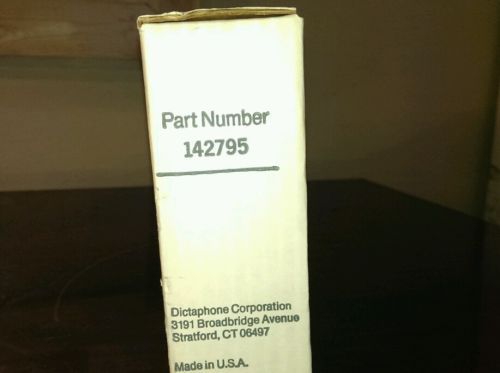 Part Number
142795
Dictaphone Corporation
3191 Broadbridge Avenue
Stratford, CT 06497
Made in U.S.A.